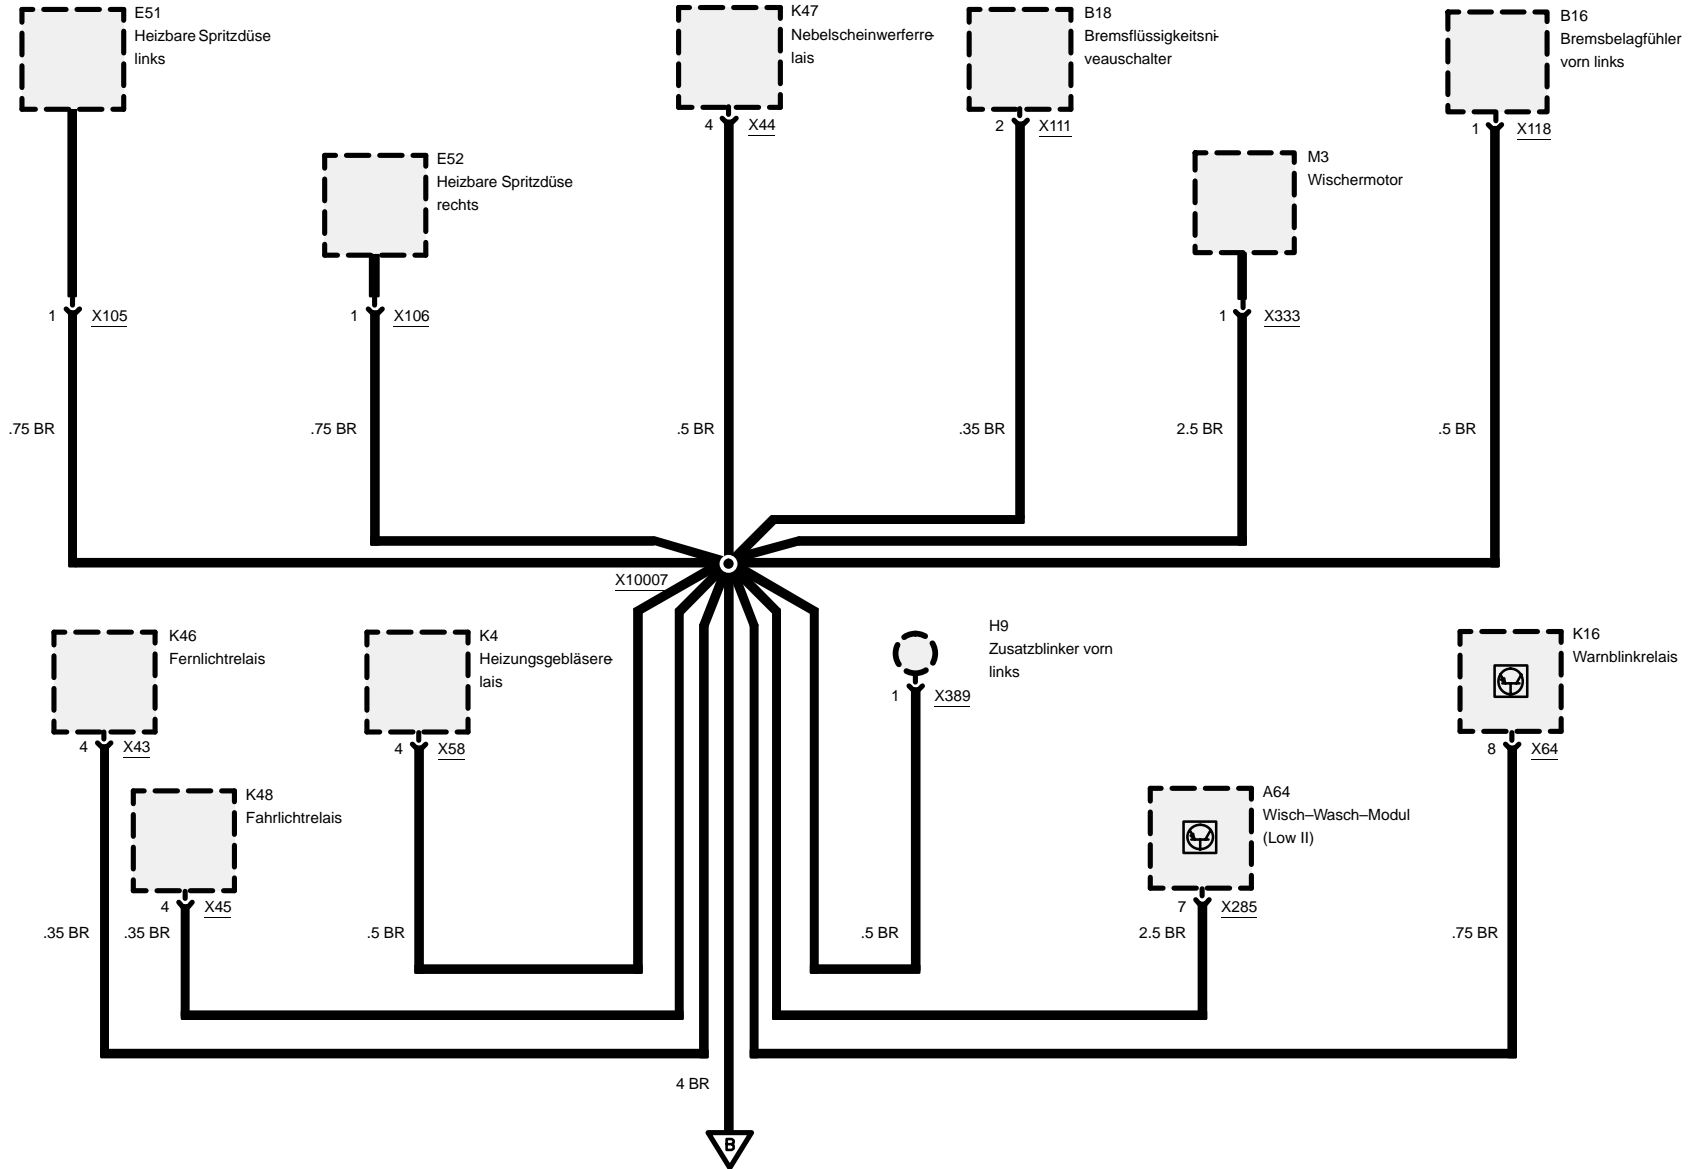 E51
Heizbare Spritzdüse
links
K47
Nebelscheinwerferre-
lais
B18
Bremsflüssigkeitsni-
veauschalter
B16
Bremsbelagfühler
vorn links
4 X44
2 X111
1 X118
E52
Heizbare Spritzdüse
rechts
M3
Wischermotor
1 X105
1 X106
1 X333
.75 BR
.75 BR
.5 BR
.35 BR
2.5 BR
.5 BR
X10007
K46
Fernlichtrelais
K4
Heizungsgebläsere-
lais
H9
Zusatzblinker vorn
links
K16
Warnblinkrelais
1 X389
4 X43
4 X58
8 X64
K48
Fahrlichtrelais
A64
Wisch–Wasch–Modul
(Low II)
4 X45
7 X285
.35 BR
.35 BR
.5 BR
.5 BR
2.5 BR
.75 BR
4 BR
B